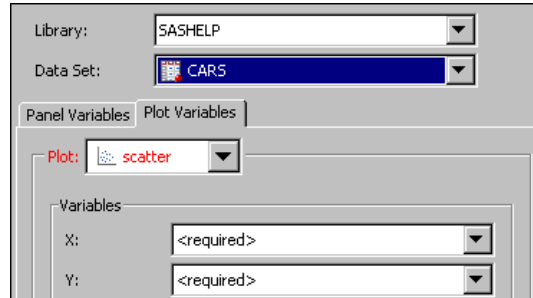 Library: SASHELP
Data Set: CARS
Panel Variables Plot Variables
Plot: scatter
Variables
X: <required>
Y: <required>